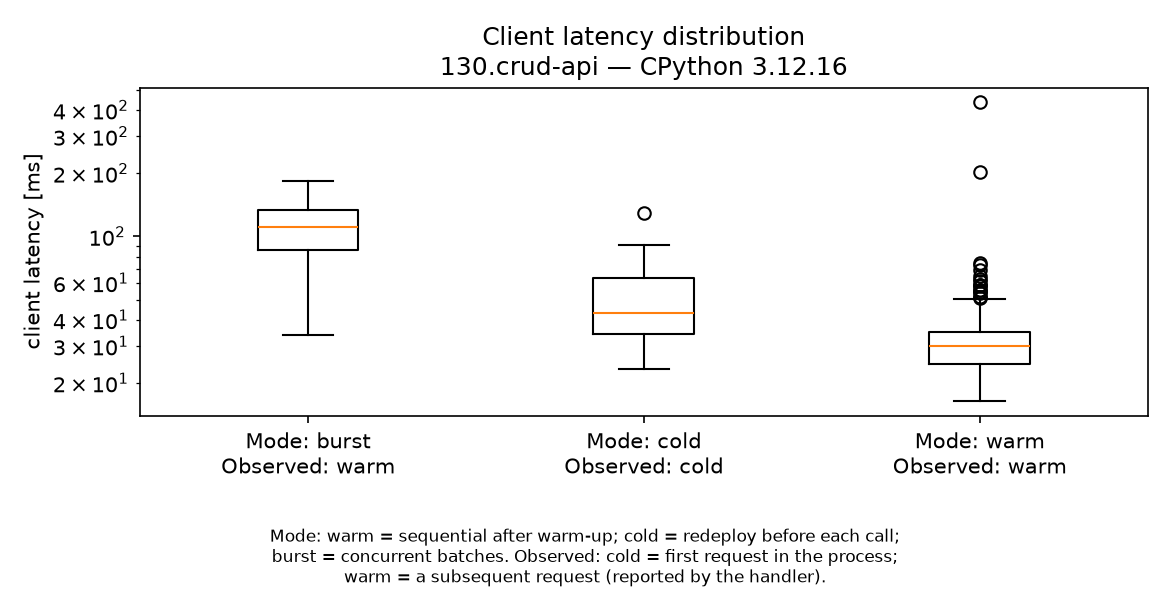 Client latency distribution
130.crud-api — CPython 3.12.16
client latency [ms]
4 × 10²
3 × 10²
2 × 10²
10²
6 × 10¹
4 × 10¹
3 × 10¹
2 × 10¹
Mode: burst
Observed: warm
Mode: cold
Observed: cold
Mode: warm
Observed: warm
Mode: warm = sequential after warm-up; cold = redeploy before each call;
burst = concurrent batches. Observed: cold = first request in the process;
warm = a subsequent request (reported by the handler).